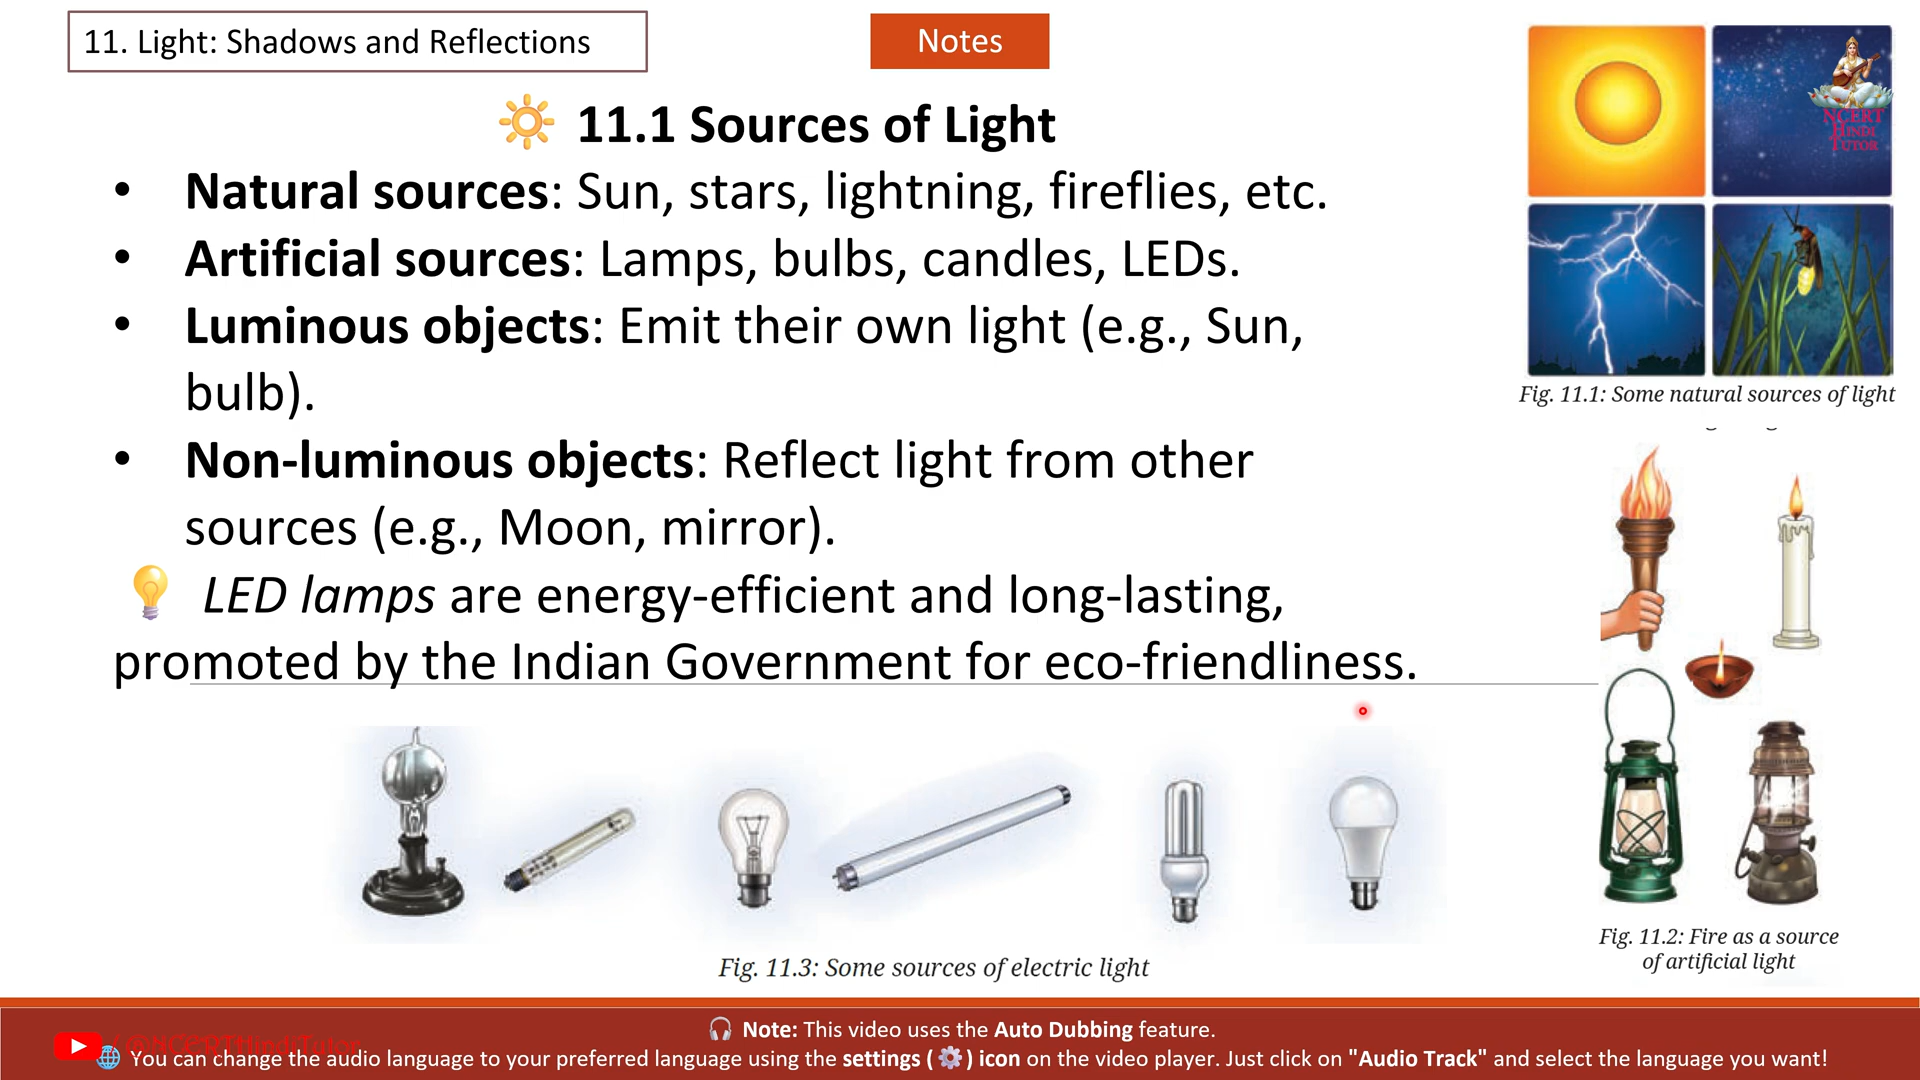 11. Light: Shadows and Reflections
Notes
11.1 Sources of Light
• Natural sources: Sun, stars, lightning, fireflies, etc.
• Artificial sources: Lamps, bulbs, candles, LEDs.
• Luminous objects: Emit their own light (e.g., Sun,
bulb).
• Non-luminous objects: Reflect light from other
sources (e.g., Moon, mirror).
LED lamps are energy-efficient and long-lasting,
promoted by the Indian Government for eco-friendliness.
NCERT
HINDI
TUTOR
Fig. 11.1: Some natural sources of light
Fig. 11.2: Fire as a source
of artificial light
Fig. 11.3: Some sources of electric light
Note: This video uses the Auto Dubbing feature.
/@NCERTHindiTutor
You can change the audio language to your preferred language using the settings ( ) icon on the video player. Just click on "Audio Track" and select the language you want!